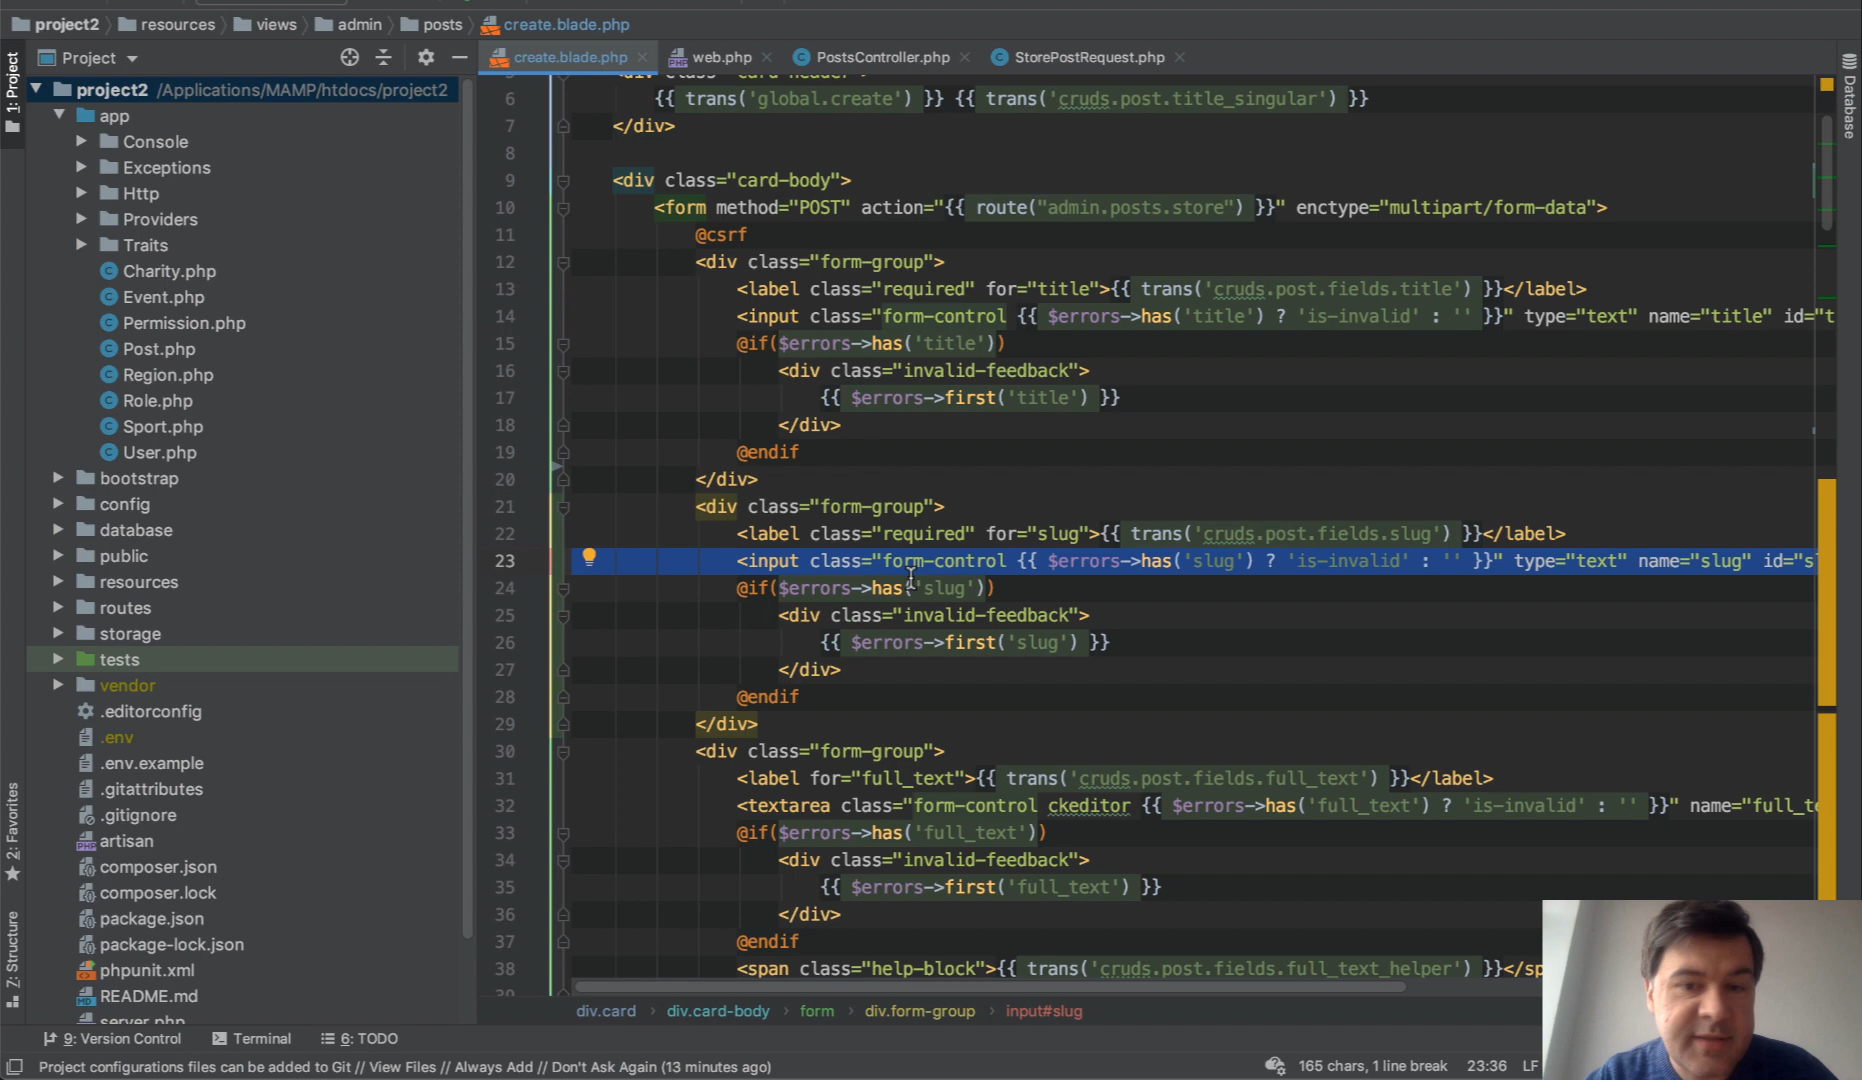 project2 resources views admin posts create.blade.php
Project
create.blade.php web.php PostsController.php StorePostRequest.php
1: Project
2: Favorites
7: Structure
Database
project2 /Applications/MAMP/htdocs/project2
app
Console
Exceptions
Http
Providers
Traits
Charity.php
Event.php
Permission.php
Post.php
Region.php
Role.php
Sport.php
User.php
bootstrap
config
database
public
resources
routes
storage
tests
vendor
.editorconfig
.env
.env.example
.gitattributes
.gitignore
artisan
composer.json
composer.lock
package.json
package-lock.json
phpunit.xml
README.md
server.php
<div class="card-header">
6 {{ trans('global.create') }} {{ trans('cruds.post.title_singular') }}
7 </div>
8
9 <div class="card-body">
10 <form method="POST" action="{{ route("admin.posts.store") }}" enctype="multipart/form-data">
11 @csrf
12 <div class="form-group">
13 <label class="required" for="title">{{ trans('cruds.post.fields.title') }}</label>
14 <input class="form-control {{ $errors->has('title') ? 'is-invalid' : '' }}" type="text" name="title" id="t
15 @if($errors->has('title'))
16 <div class="invalid-feedback">
17 {{ $errors->first('title') }}
18 </div>
19 @endif
20 </div>
21 <div class="form-group">
22 <label class="required" for="slug">{{ trans('cruds.post.fields.slug') }}</label>
23 <input class="form-control {{ $errors->has('slug') ? 'is-invalid' : '' }}" type="text" name="slug" id="s
24 @if($errors->has('slug'))
25 <div class="invalid-feedback">
26 {{ $errors->first('slug') }}
27 </div>
28 @endif
29 </div>
30 <div class="form-group">
31 <label for="full_text">{{ trans('cruds.post.fields.full_text') }}</label>
32 <textarea class="form-control ckeditor {{ $errors->has('full_text') ? 'is-invalid' : '' }}" name="full_te
33 @if($errors->has('full_text'))
34 <div class="invalid-feedback">
35 {{ $errors->first('full_text') }}
36 </div>
37 @endif
38 <span class="help-block">{{ trans('cruds.post.fields.full_text_helper') }}</sp
39
div.card › div.card-body › form › div.form-group › input#slug
9: Version Control Terminal 6: TODO
Project configurations files can be added to Git // View Files // Always Add // Don't Ask Again (13 minutes ago) 165 chars, 1 line break 23:36 LF